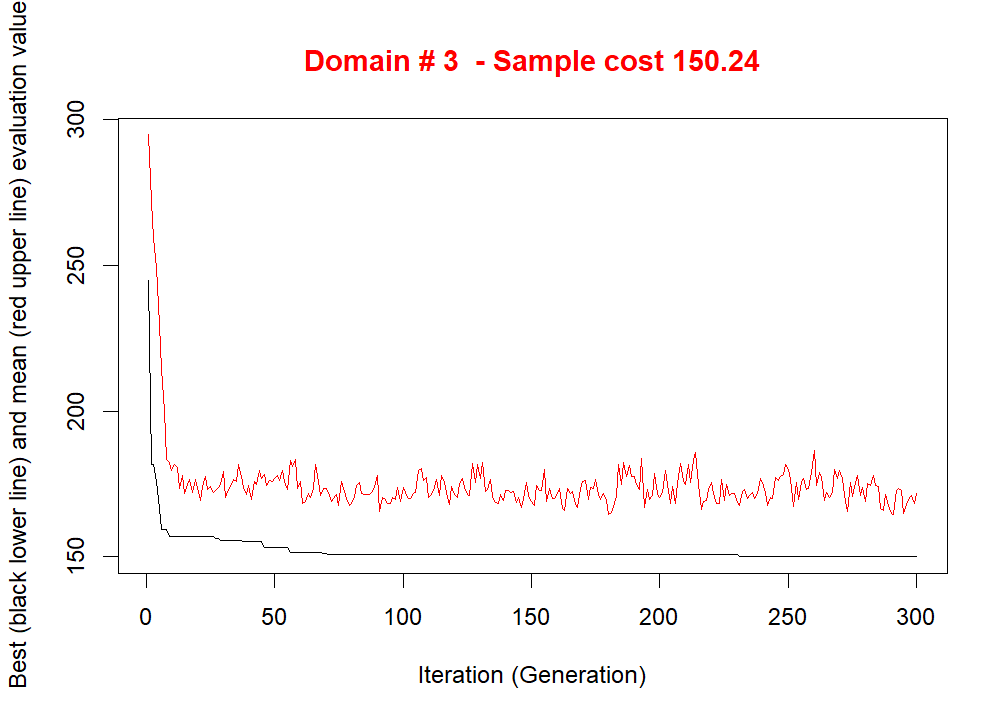 Domain # 3  - Sample cost 150.24
Best (black lower line) and mean (red upper line) evaluation value
300
250
200
150
0 50 100 150 200 250 300
Iteration (Generation)